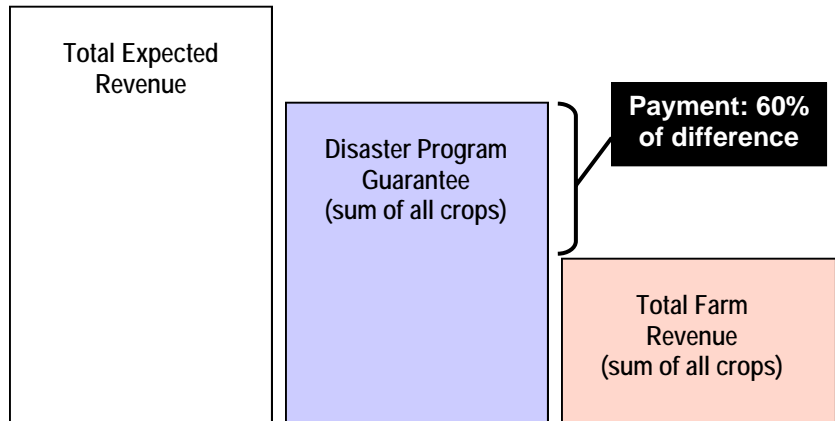 Total Expected
Revenue
Disaster Program
Guarantee
(sum of all crops)
Payment: 60%
of difference
Total Farm
Revenue
(sum of all crops)